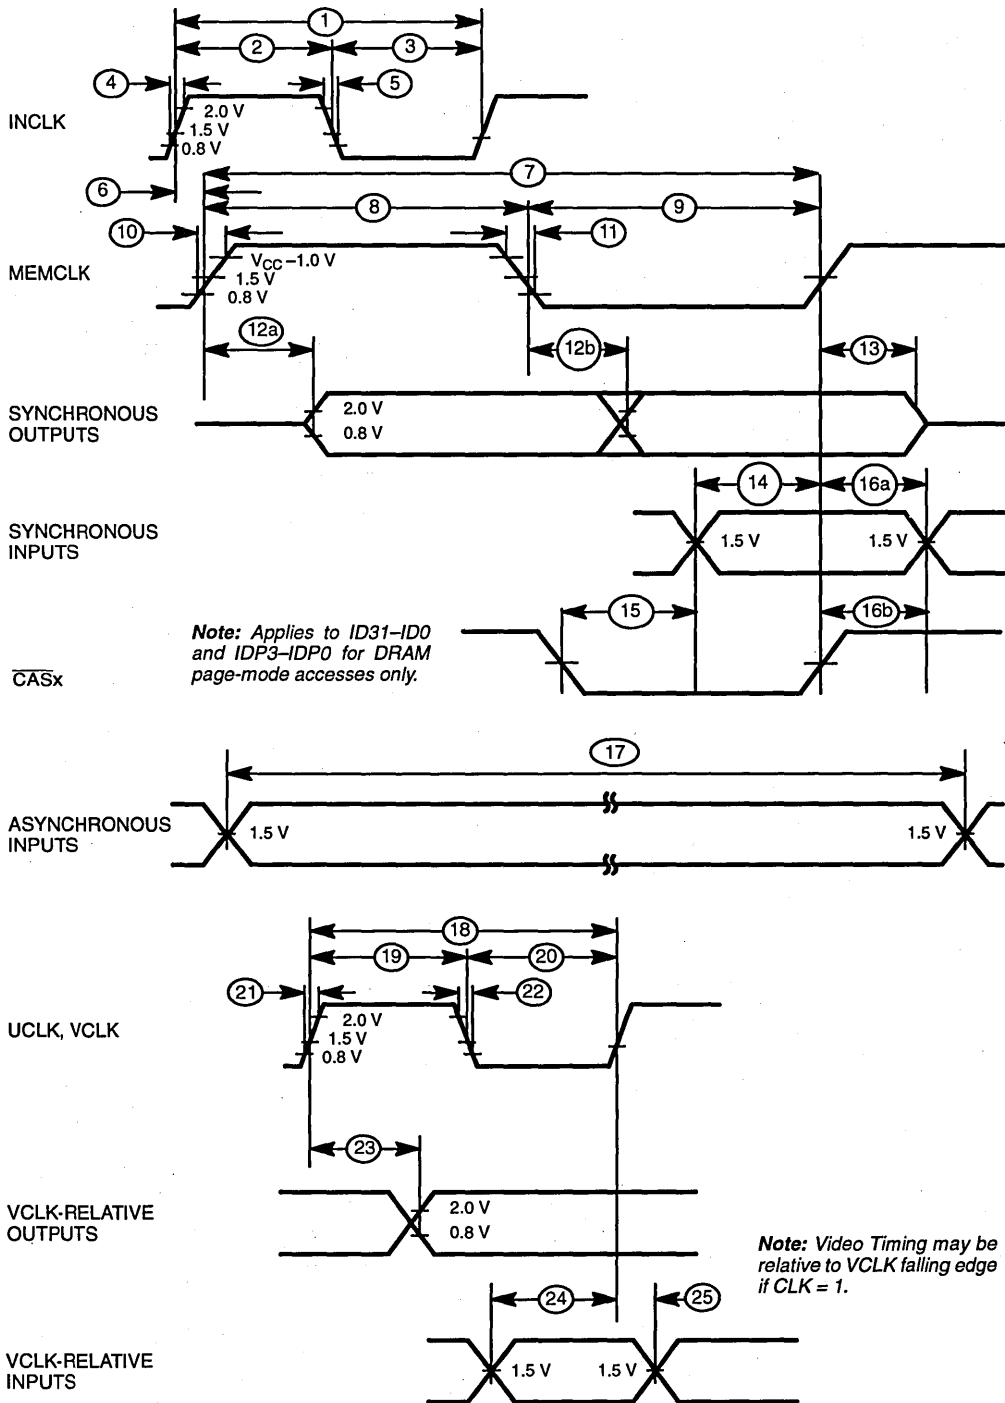 1
2
3
4
5
INCLK
2.0 V
1.5 V
0.8 V
6
7
8
9
10
11
MEMCLK
VCC –1.0 V
1.5 V
0.8 V
12a
12b
13
SYNCHRONOUS
OUTPUTS
2.0 V
0.8 V
14
16a
SYNCHRONOUS
INPUTS
1.5 V
1.5 V
15
16b
Note: Applies to ID31–ID0
and IDP3–IDP0 for DRAM
page-mode accesses only.
CASx
17
ASYNCHRONOUS
INPUTS
1.5 V
1.5 V
18
19
20
21
22
UCLK, VCLK
2.0 V
1.5 V
0.8 V
23
VCLK-RELATIVE
OUTPUTS
2.0 V
0.8 V
Note: Video Timing may be
relative to VCLK falling edge
if CLK = 1.
24
25
VCLK-RELATIVE
INPUTS
1.5 V
1.5 V